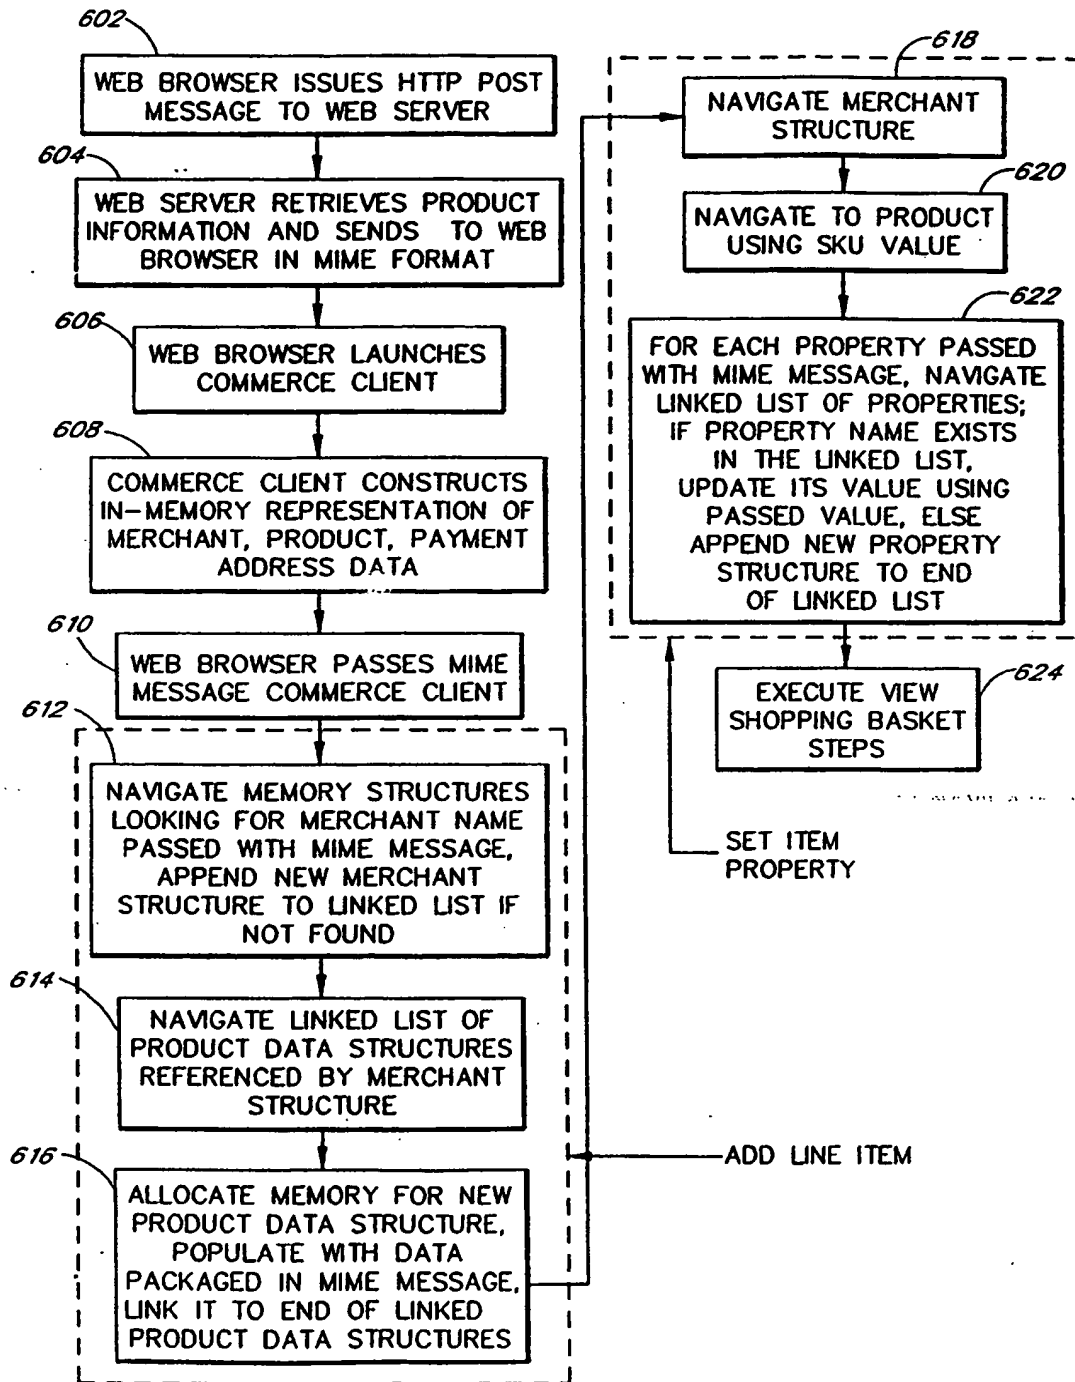 602
WEB BROWSER ISSUES HTTP POST
MESSAGE TO WEB SERVER
604
WEB SERVER RETRIEVES PRODUCT
INFORMATION AND SENDS TO WEB
BROWSER IN MIME FORMAT
606
WEB BROWSER LAUNCHES
COMMERCE CLIENT
608
COMMERCE CLIENT CONSTRUCTS
IN-MEMORY REPRESENTATION OF
MERCHANT, PRODUCT, PAYMENT
ADDRESS DATA
610
WEB BROWSER PASSES MIME
MESSAGE COMMERCE CLIENT
612
NAVIGATE MEMORY STRUCTURES
LOOKING FOR MERCHANT NAME
PASSED WITH MIME MESSAGE,
APPEND NEW MERCHANT
STRUCTURE TO LINKED LIST IF
NOT FOUND
614
NAVIGATE LINKED LIST OF
PRODUCT DATA STRUCTURES
REFERENCED BY MERCHANT
STRUCTURE
616
ALLOCATE MEMORY FOR NEW
PRODUCT DATA STRUCTURE,
POPULATE WITH DATA
PACKAGED IN MIME MESSAGE,
LINK IT TO END OF LINKED
PRODUCT DATA STRUCTURES
ADD LINE ITEM
618
NAVIGATE MERCHANT
STRUCTURE
620
NAVIGATE TO PRODUCT
USING SKU VALUE
622
FOR EACH PROPERTY PASSED
WITH MIME MESSAGE, NAVIGATE
LINKED LIST OF PROPERTIES;
IF PROPERTY NAME EXISTS
IN THE LINKED LIST,
UPDATE ITS VALUE USING
PASSED VALUE, ELSE
APPEND NEW PROPERTY
STRUCTURE TO END
OF LINKED LIST
624
EXECUTE VIEW
SHOPPING BASKET
STEPS
SET ITEM
PROPERTY